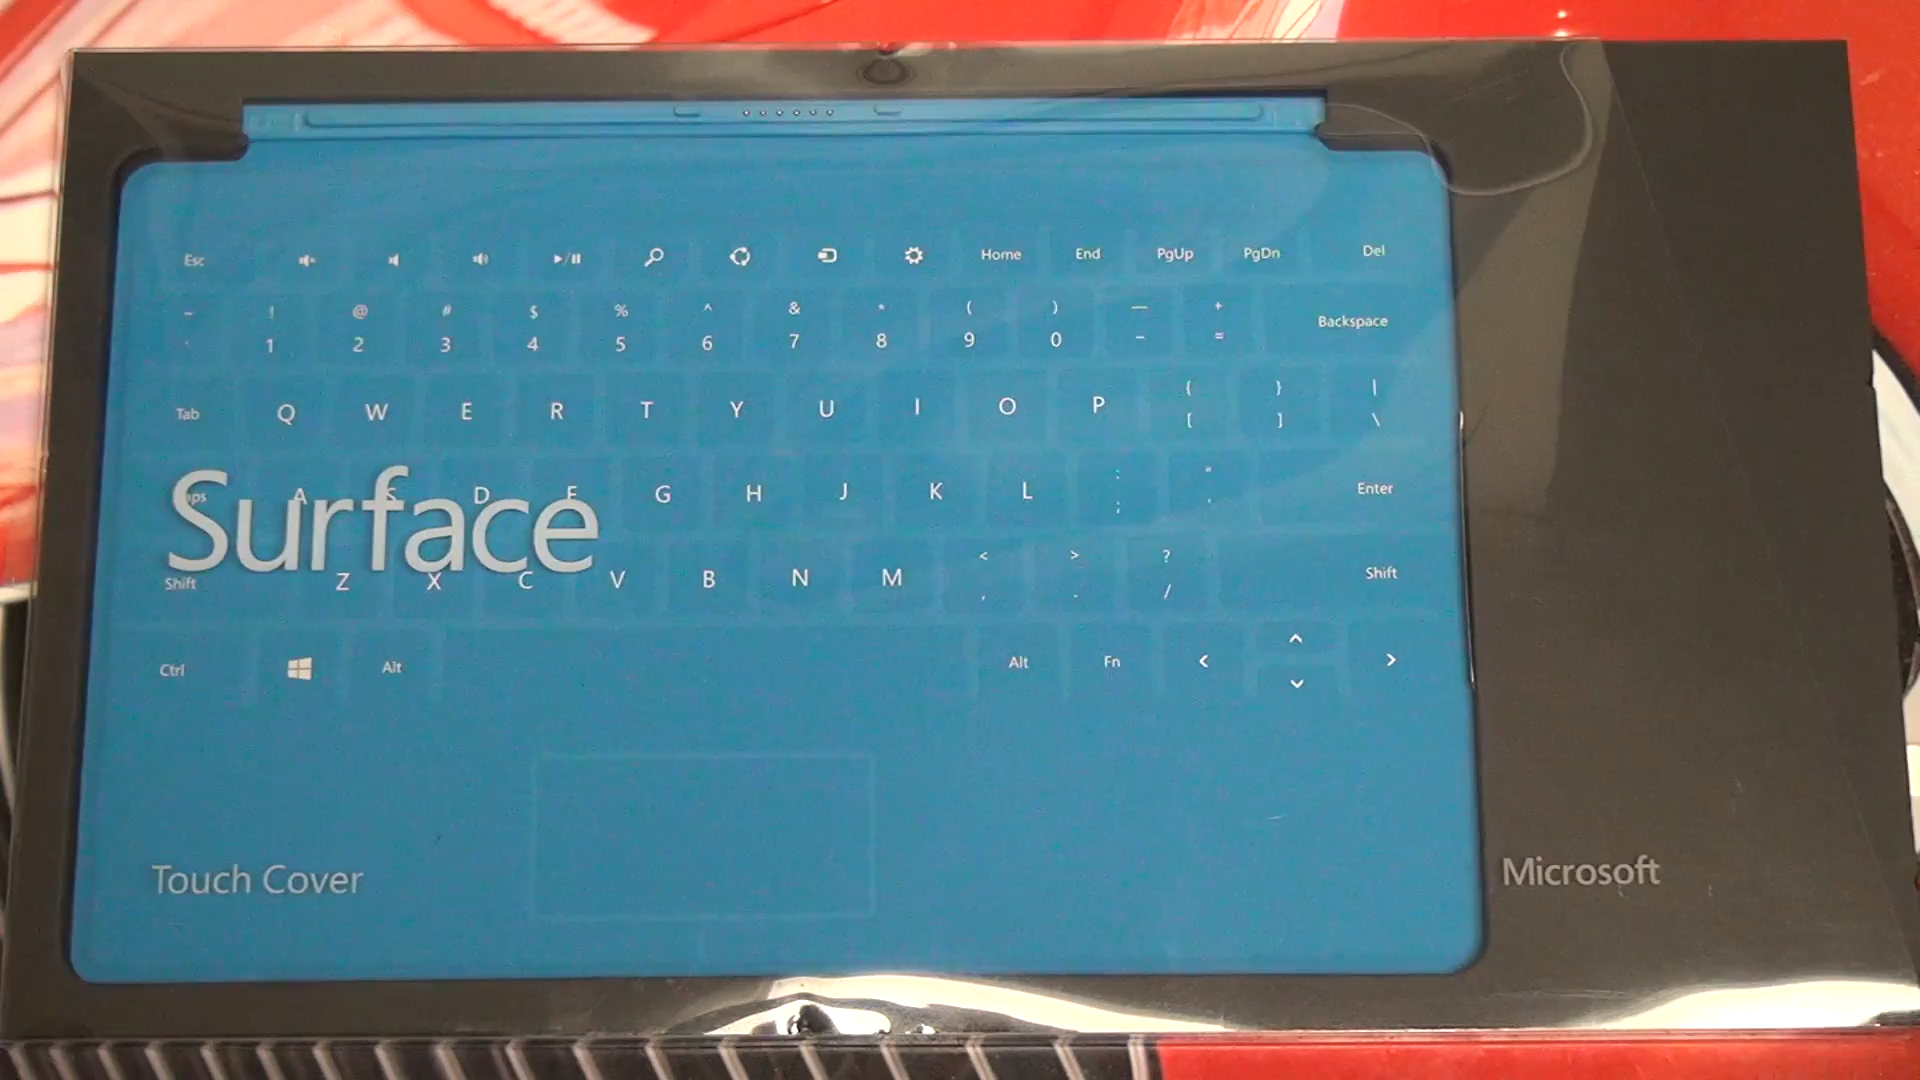 Esc Home End PgUp PgDn Del
~ ! @ # $ % ^ & * ( ) — +
` 1 2 3 4 5 6 7 8 9 0 - = Backspace
Tab Q W E R T Y U I O P { [ } ] | \
A S D F G H J K L : ; " ' Enter
Surface
Shift Z X C V B N M < , > . ? / Shift
Ctrl Alt Alt Fn
Touch Cover
Microsoft